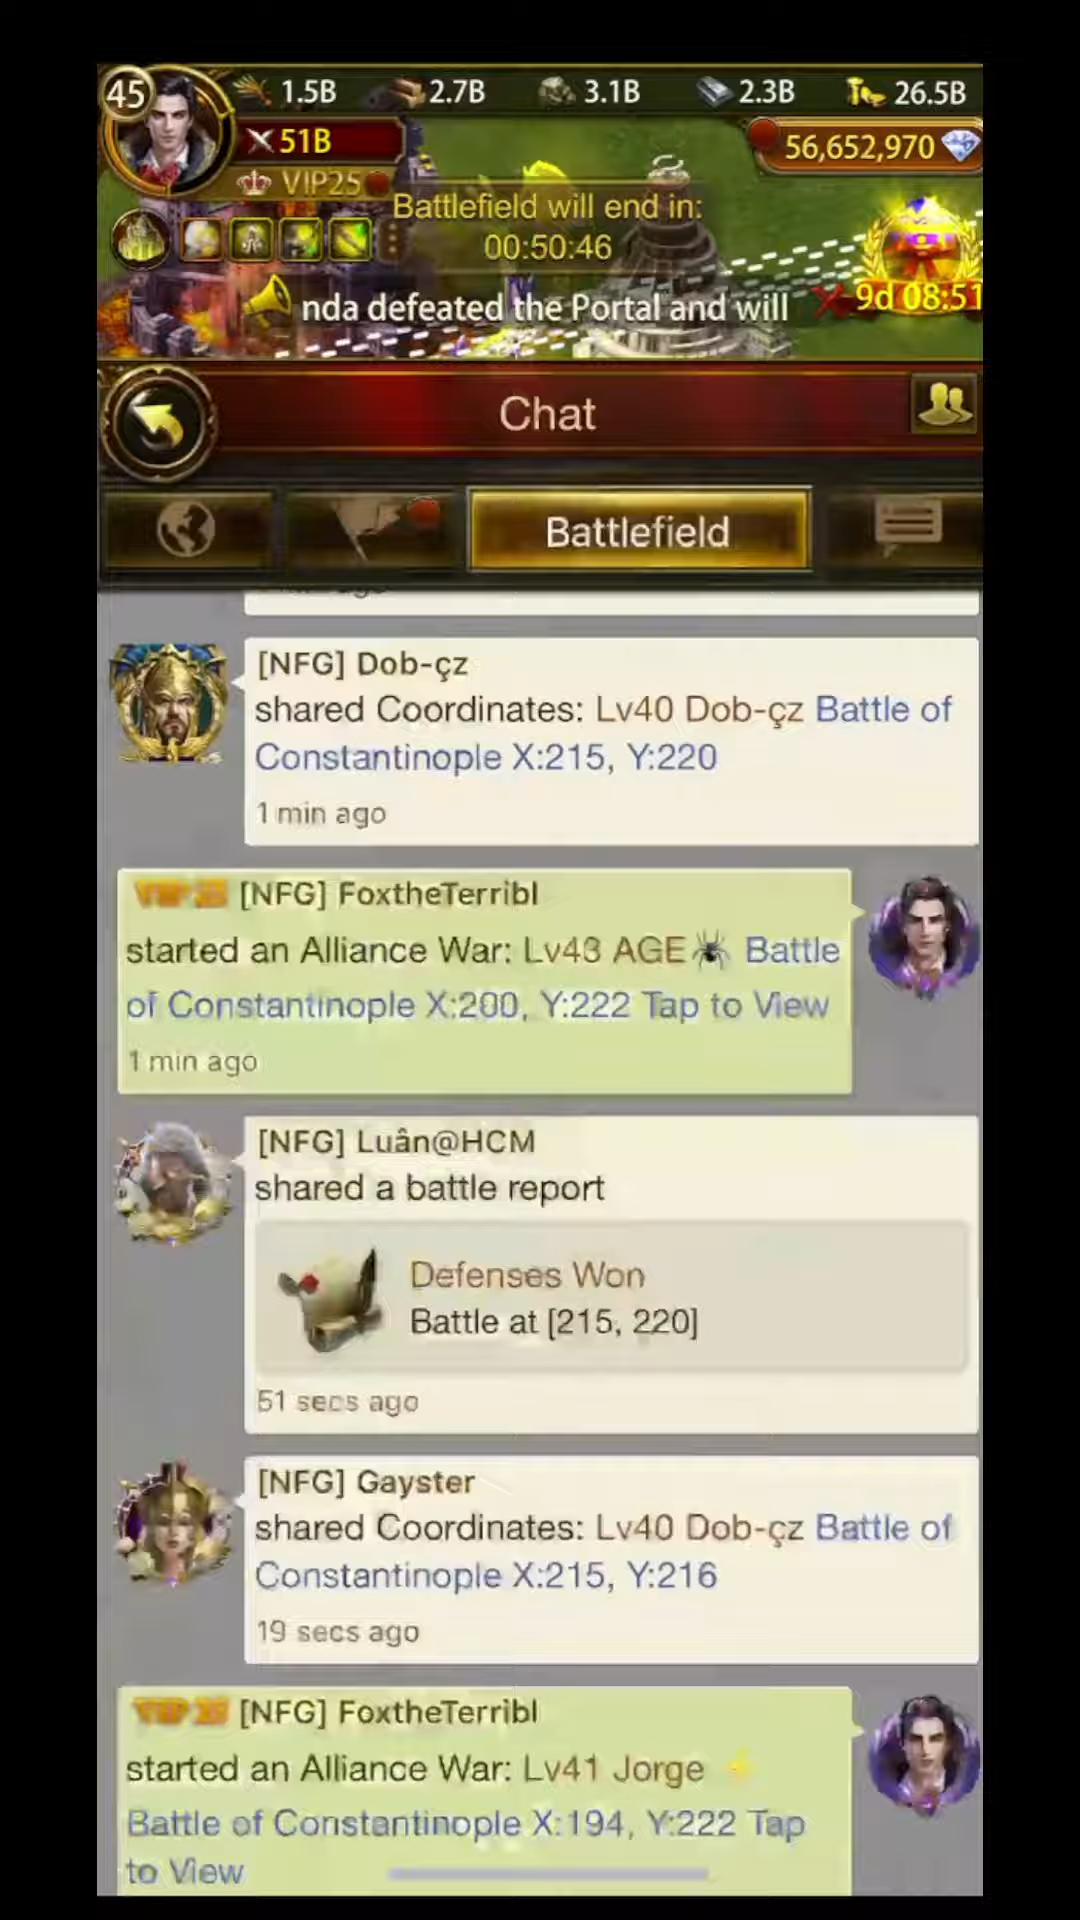 45
1.5B
2.7B
3.1B
2.3B
26.5B
51B
56,652,970
VIP25
Battlefield will end in:
00:50:46
9d 08:51
nda defeated the Portal and will
Chat
Battlefield
[NFG] Dob-çz
shared Coordinates: Lv40 Dob-çz Battle of
Constantinople X:215, Y:220
1 min ago
[NFG] FoxtheTerribl
started an Alliance War: Lv43 AGE🕷 Battle
of Constantinople X:200, Y:222 Tap to View
1 min ago
[NFG] Luân@HCM
shared a battle report
Defenses Won
Battle at [215, 220]
51 secs ago
[NFG] Gayster
shared Coordinates: Lv40 Dob-çz Battle of
Constantinople X:215, Y:216
19 secs ago
[NFG] FoxtheTerribl
started an Alliance War: Lv41 Jorge ⚡
Battle of Constantinople X:194, Y:222 Tap
to View